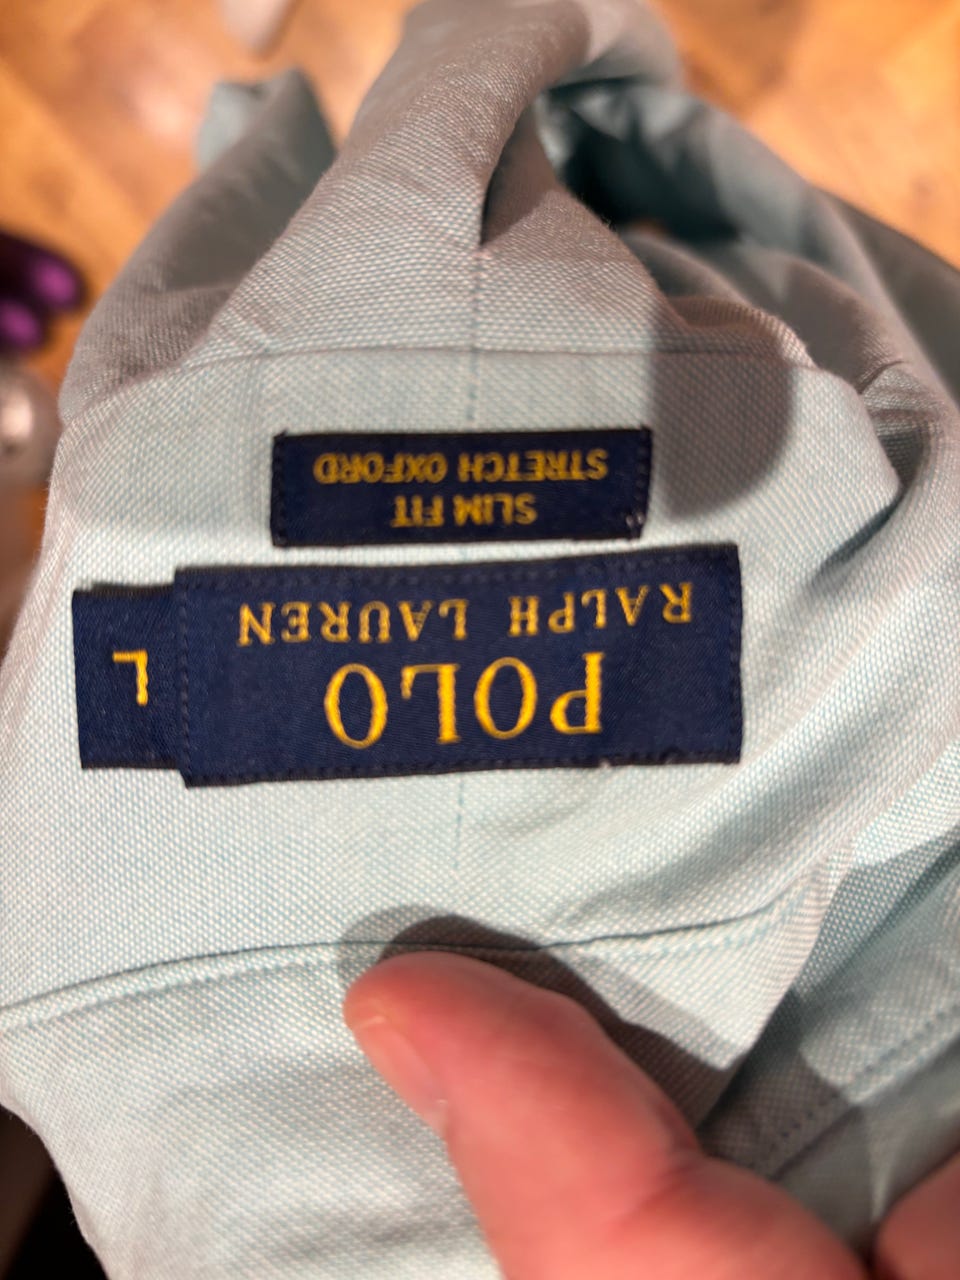 POLO
RALPH LAUREN
L
SLIM FIT
STRETCH OXFORD